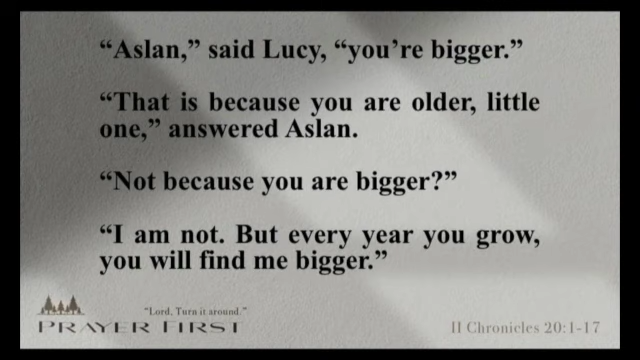 “Aslan,” said Lucy, “you’re bigger.”
“That is because you are older, little
one,” answered Aslan.
“Not because you are bigger?”
“I am not. But every year you grow,
you will find me bigger.”
"Lord, Turn it around."
PRAYER FIRST
II Chronicles 20:1-17